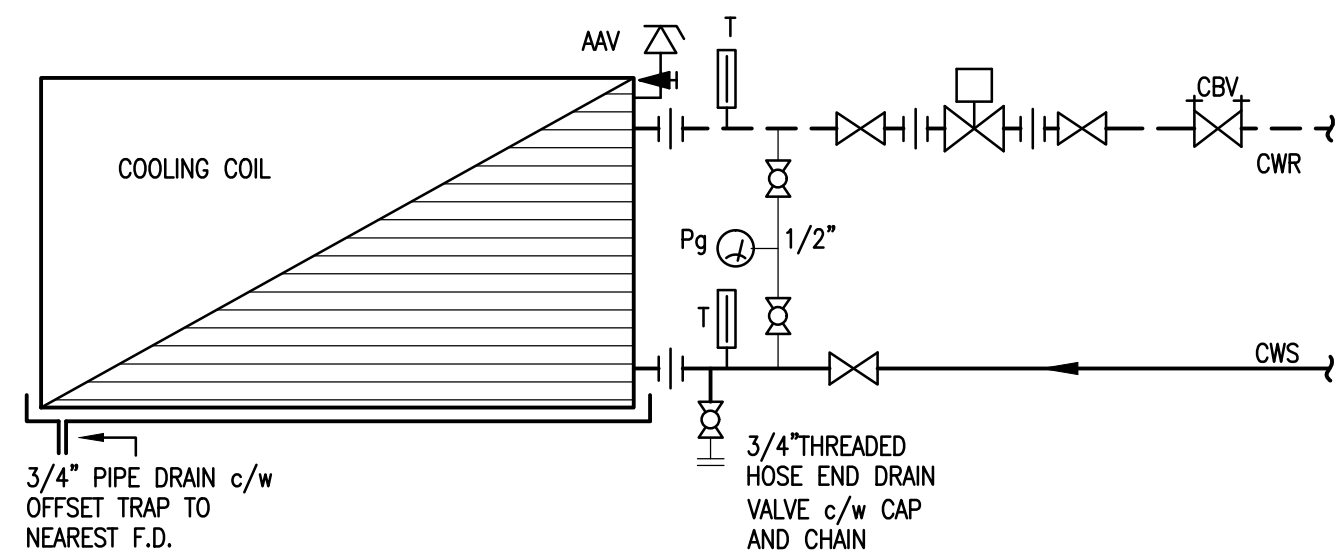 AAV
T
CBV
COOLING COIL
CWR
Pg
1/2"
T
CWS
3/4" PIPE DRAIN c/w
OFFSET TRAP TO
NEAREST F.D.
3/4"THREADED
HOSE END DRAIN
VALVE c/w CAP
AND CHAIN